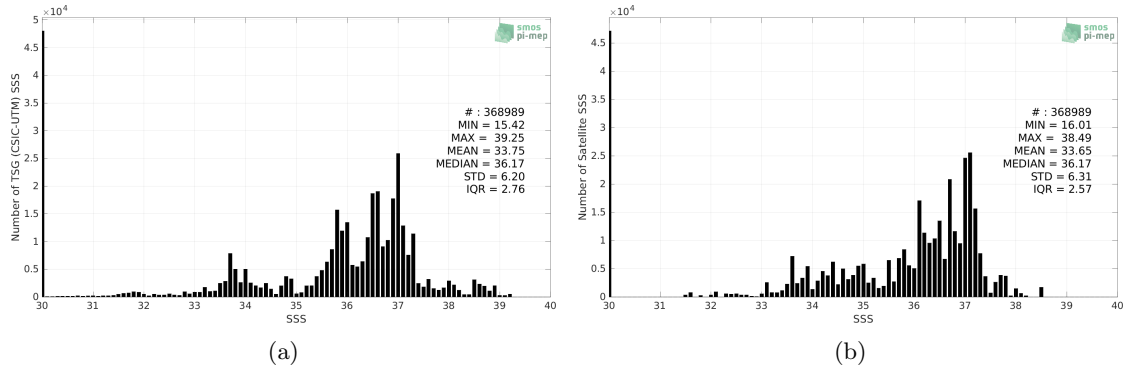 ×10⁴
5
4.5
4
3.5
3
2.5
2
1.5
1
0.5
0
Number of TSG (CSIC-UTM) SSS
30 31 32 33 34 35 36 37 38 39 40
SSS
smos
pi-mep
# : 368989
MIN = 15.42
MAX = 39.25
MEAN = 33.75
MEDIAN = 36.17
STD = 6.20
IQR = 2.76
(a)
×10⁴
4.5
4
3.5
3
2.5
2
1.5
1
0.5
0
Number of Satellite SSS
30 31 32 33 34 35 36 37 38 39 40
SSS
smos
pi-mep
# : 368989
MIN = 16.01
MAX = 38.49
MEAN = 33.65
MEDIAN = 36.17
STD = 6.31
IQR = 2.57
(b)